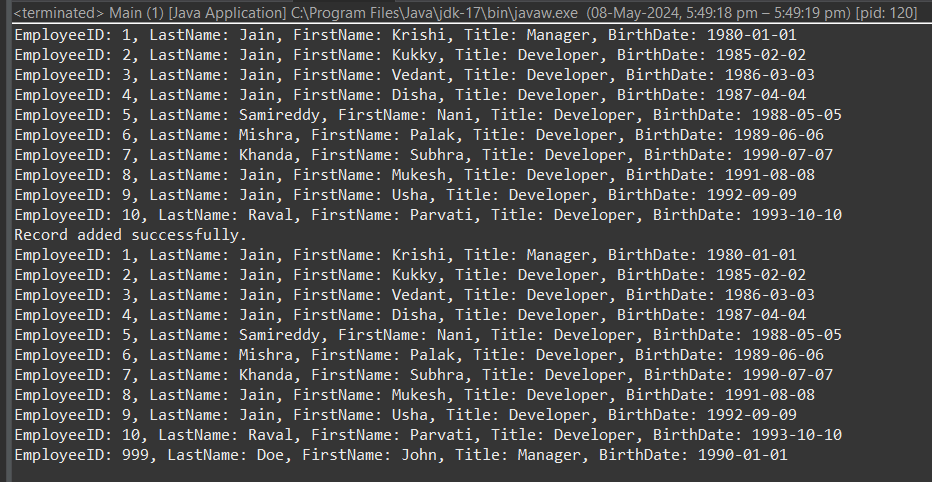 <terminated> Main (1) [Java Application] C:\Program Files\Java\jdk-17\bin\javaw.exe (08-May-2024, 5:49:18 pm – 5:49:19 pm) [pid: 120]
EmployeeID: 1, LastName: Jain, FirstName: Krishi, Title: Manager, BirthDate: 1980-01-01
EmployeeID: 2, LastName: Jain, FirstName: Kukky, Title: Developer, BirthDate: 1985-02-02
EmployeeID: 3, LastName: Jain, FirstName: Vedant, Title: Developer, BirthDate: 1986-03-03
EmployeeID: 4, LastName: Jain, FirstName: Disha, Title: Developer, BirthDate: 1987-04-04
EmployeeID: 5, LastName: Samireddy, FirstName: Nani, Title: Developer, BirthDate: 1988-05-05
EmployeeID: 6, LastName: Mishra, FirstName: Palak, Title: Developer, BirthDate: 1989-06-06
EmployeeID: 7, LastName: Khanda, FirstName: Subhra, Title: Developer, BirthDate: 1990-07-07
EmployeeID: 8, LastName: Jain, FirstName: Mukesh, Title: Developer, BirthDate: 1991-08-08
EmployeeID: 9, LastName: Jain, FirstName: Usha, Title: Developer, BirthDate: 1992-09-09
EmployeeID: 10, LastName: Raval, FirstName: Parvati, Title: Developer, BirthDate: 1993-10-10
Record added successfully.
EmployeeID: 1, LastName: Jain, FirstName: Krishi, Title: Manager, BirthDate: 1980-01-01
EmployeeID: 2, LastName: Jain, FirstName: Kukky, Title: Developer, BirthDate: 1985-02-02
EmployeeID: 3, LastName: Jain, FirstName: Vedant, Title: Developer, BirthDate: 1986-03-03
EmployeeID: 4, LastName: Jain, FirstName: Disha, Title: Developer, BirthDate: 1987-04-04
EmployeeID: 5, LastName: Samireddy, FirstName: Nani, Title: Developer, BirthDate: 1988-05-05
EmployeeID: 6, LastName: Mishra, FirstName: Palak, Title: Developer, BirthDate: 1989-06-06
EmployeeID: 7, LastName: Khanda, FirstName: Subhra, Title: Developer, BirthDate: 1990-07-07
EmployeeID: 8, LastName: Jain, FirstName: Mukesh, Title: Developer, BirthDate: 1991-08-08
EmployeeID: 9, LastName: Jain, FirstName: Usha, Title: Developer, BirthDate: 1992-09-09
EmployeeID: 10, LastName: Raval, FirstName: Parvati, Title: Developer, BirthDate: 1993-10-10
EmployeeID: 999, LastName: Doe, FirstName: John, Title: Manager, BirthDate: 1990-01-01